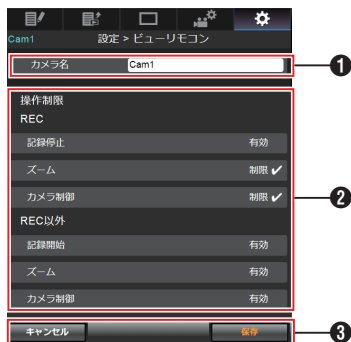 Cam1 設定 > ビューリモコン
カメラ名 Cam1
❶
操作制限
REC
記録停止 有効
ズーム 制限 ✔
カメラ制御 制限 ✔
❷
REC以外
記録開始 有効
ズーム 有効
カメラ制御 有効
キャンセル 保存
❸